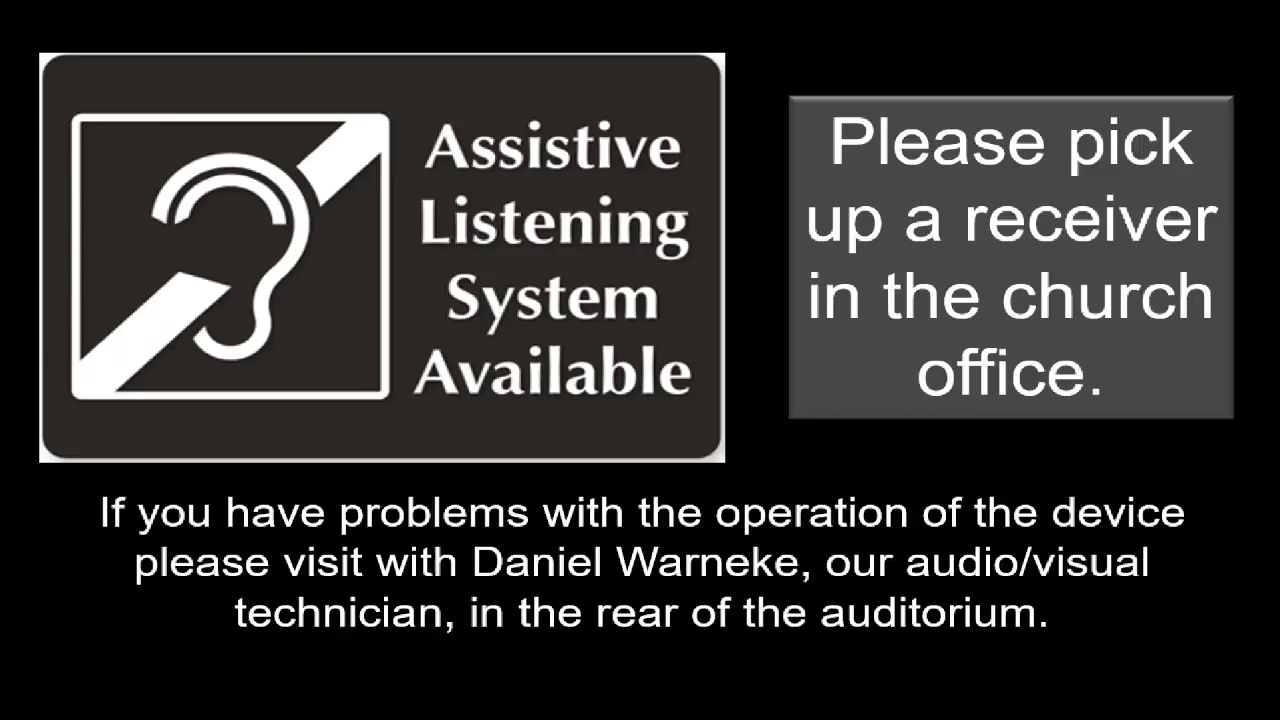 Assistive
Listening
System
Available
Please pick
up a receiver
in the church
office.
If you have problems with the operation of the device
please visit with Daniel Warneke, our audio/visual
technician, in the rear of the auditorium.